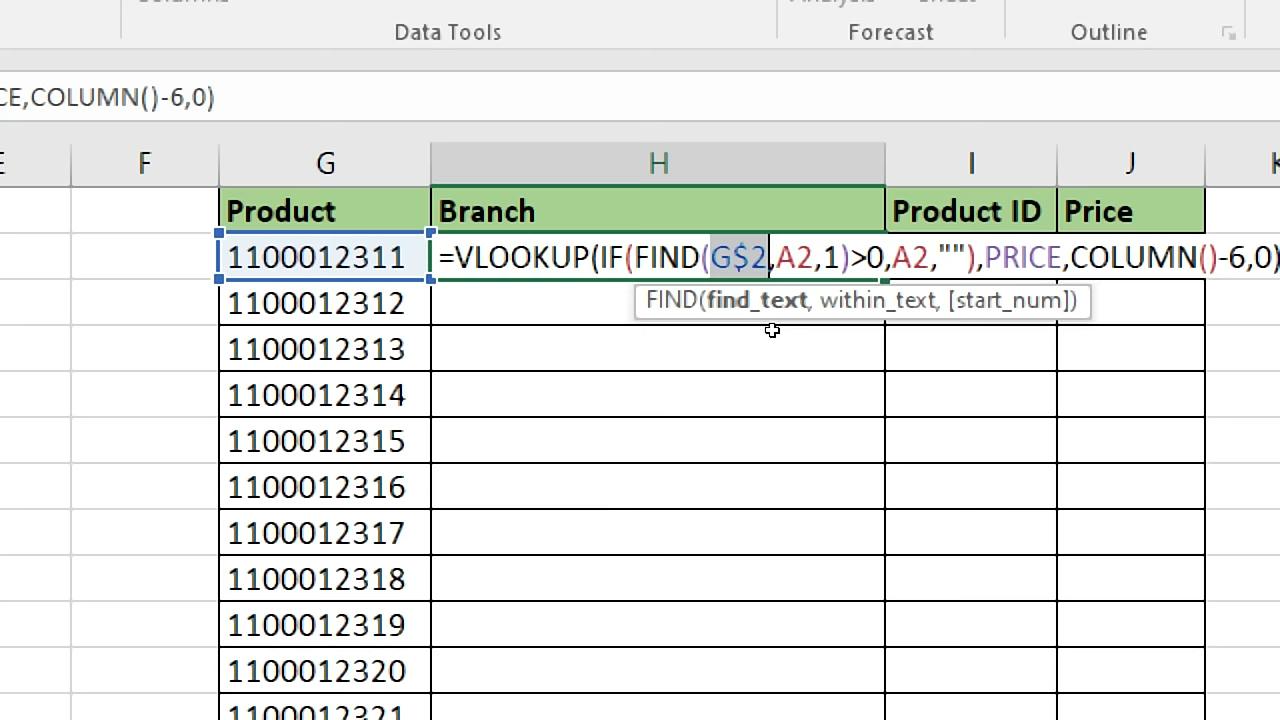 Data Tools
Forecast
Outline
CE,COLUMN()-6,0)
F G H I J
Product Branch Product ID Price
1100012311 =VLOOKUP(IF(FIND(G$2,A2,1)>0,A2,""),PRICE,COLUMN()-6,0)
FIND(find_text, within_text, [start_num])
1100012312
1100012313
1100012314
1100012315
1100012316
1100012317
1100012318
1100012319
1100012320
1100012321